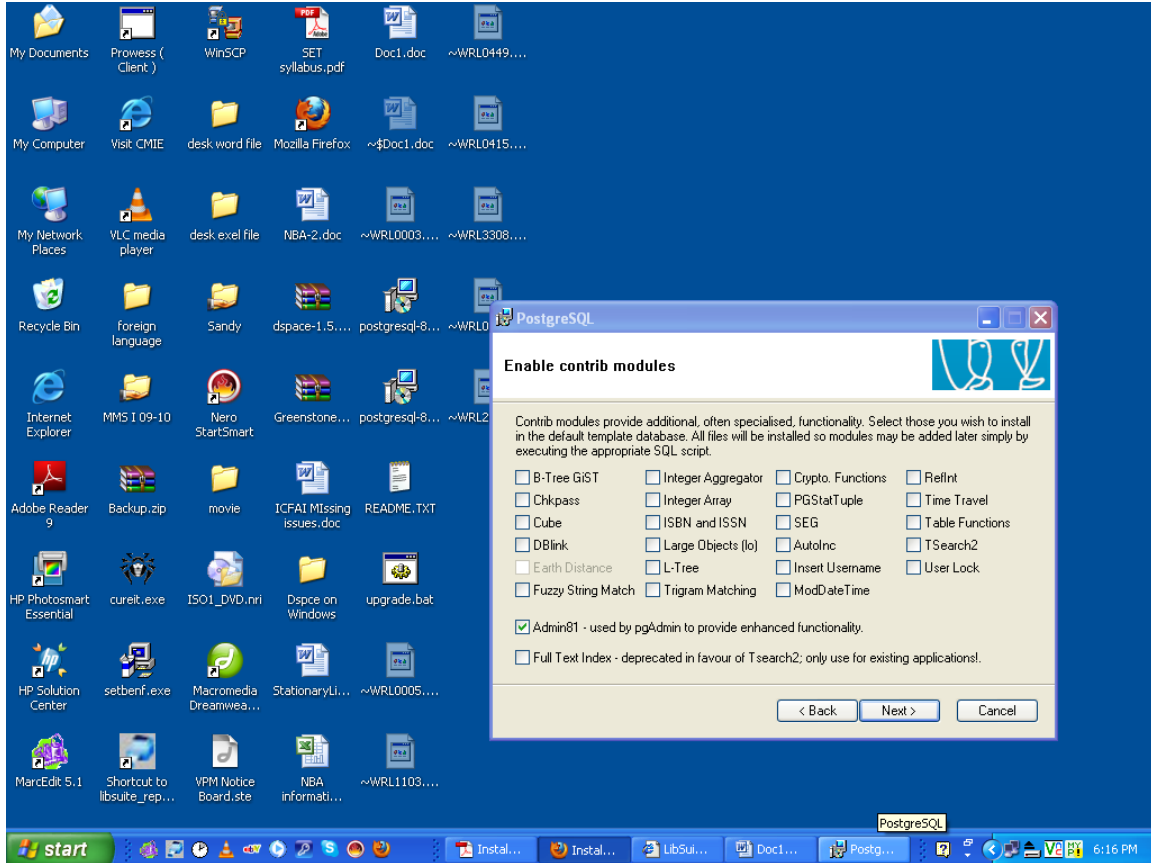 My Documents
Prowess (
Client )
WinSCP
SET
syllabus.pdf
Doc1.doc
~WRL0449....
My Computer
Visit CMIE
desk word file
Mozilla Firefox
~$Doc1.doc
~WRL0415....
My Network
Places
VLC media
player
desk exel file
NBA-2.doc
~WRL0003....
~WRL3308....
Recycle Bin
foreign
language
Sandy
dspace-1.5....
postgresql-8...
~WRL0
Internet
Explorer
MMS I 09-10
Nero
StartSmart
Greenstone...
postgresql-8...
~WRL2
Adobe Reader
9
Backup.zip
movie
ICFAI MIssing
issues.doc
README.TXT
HP Photosmart
Essential
cureit.exe
ISO1_DVD.nri
Dspce on
Windows
upgrade.bat
HP Solution
Center
setbenf.exe
Macromedia
Dreamwea...
StationaryLi...
~WRL0005....
MarcEdit 5.1
Shortcut to
libsuite_rep...
VPM Notice
Board.ste
NBA
informati...
~WRL1103....
PostgreSQL
Enable contrib modules
Contrib modules provide additional, often specialised, functionality. Select those you wish to install
in the default template database. All files will be installed so modules may be added later simply by
executing the appropriate SQL script.
B-Tree GiST
Integer Aggregator
Crypto. Functions
RefInt
Chkpass
Integer Array
PGStatTuple
Time Travel
Cube
ISBN and ISSN
SEG
Table Functions
DBlink
Large Objects (lo)
AutoInc
TSearch2
Earth Distance
L-Tree
Insert Username
User Lock
Fuzzy String Match
Trigram Matching
ModDateTime
Admin81 - used by pgAdmin to provide enhanced functionality.
Full Text Index - deprecated in favour of Tsearch2; only use for existing applications!.
< Back
Next >
Cancel
PostgreSQL
start
Instal...
Instal...
LibSui...
Doc1...
Postg...
6:16 PM